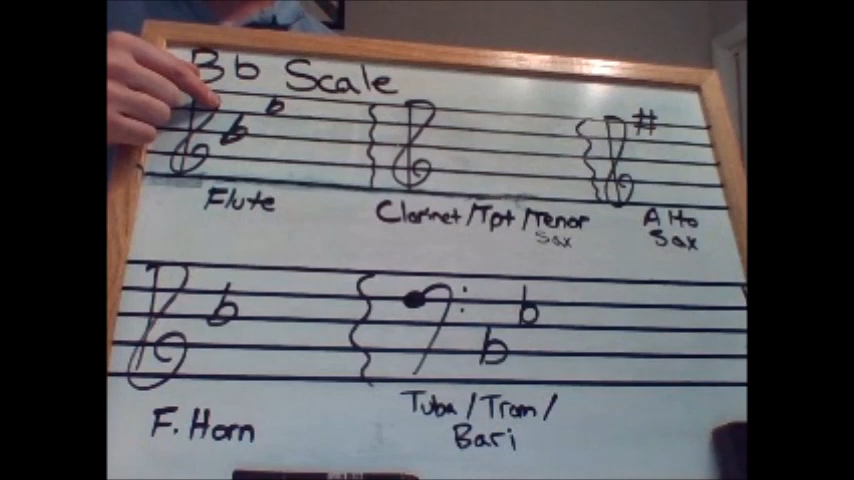 Bb Scale
Flute
Clarinet/Tpt/Tenor
Sax
Alto
Sax
F. Horn
Tuba/Trom/
Bari